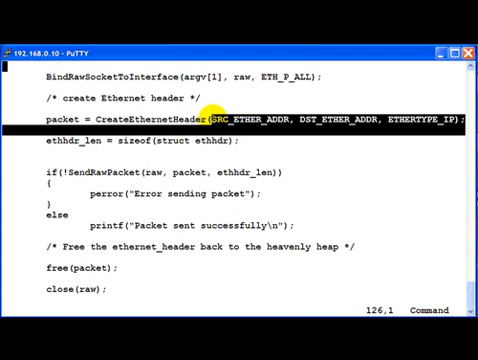 192.168.0.10 - PuTTY
BindRawSocketToInterface(argv[1], raw, ETH_P_ALL);
/* create Ethernet header */
packet = CreateEthernetHeader(SRC_ETHER_ADDR, DST_ETHER_ADDR, ETHERTYPE_IP);
ethhdr_len = sizeof(struct ethhdr);
if(!SendRawPacket(raw, packet, ethhdr_len))
{
perror("Error sending packet");
}
else
printf("Packet sent successfully\n");
/* Free the ethernet_header back to the heavenly heap */
free(packet);
close(raw);
126,1 Command